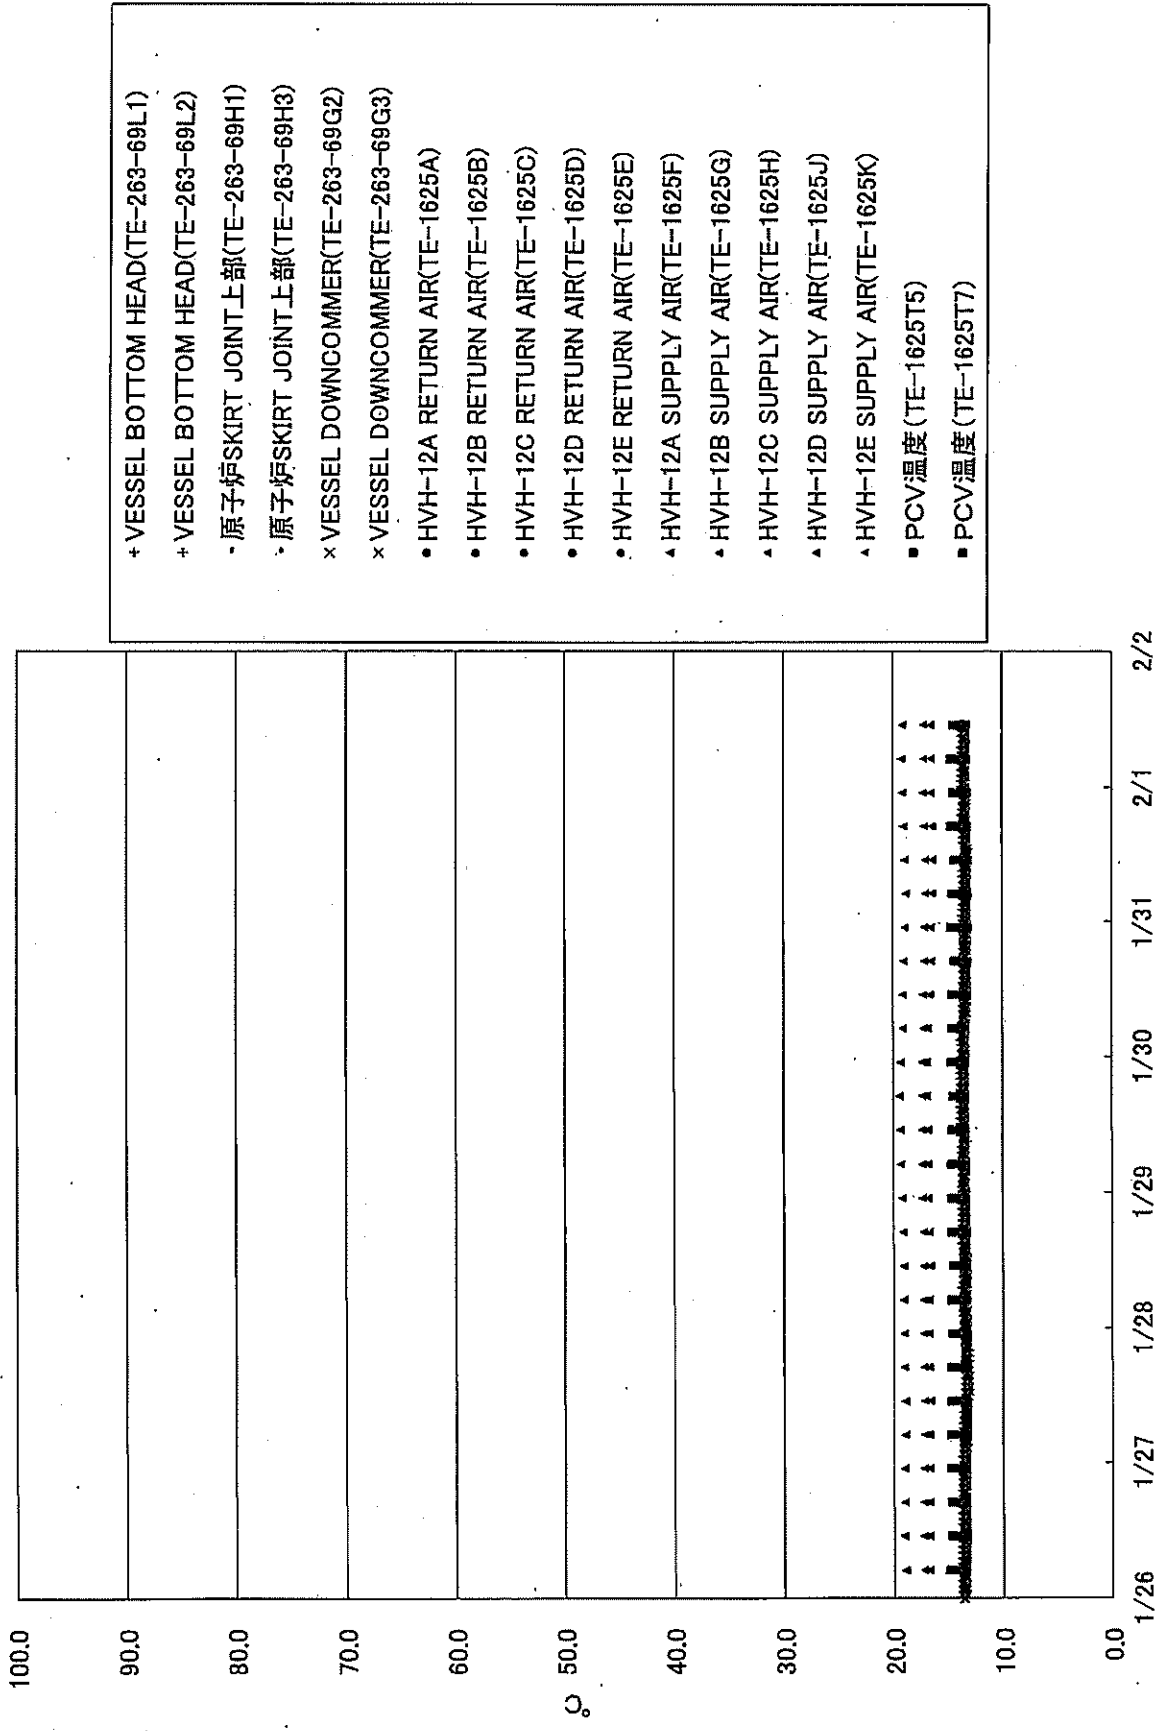 100.0
90.0
80.0
70.0
60.0
50.0
40.0
30.0
20.0
10.0
0.0
℃
1/26
1/27
1/28
1/29
1/30
1/31
2/1
2/2
+ VESSEL BOTTOM HEAD(TE-263-69L1)
+ VESSEL BOTTOM HEAD(TE-263-69L2)
- 原子炉SKIRT JOINT上部(TE-263-69H1)
- 原子炉SKIRT JOINT上部(TE-263-69H3)
× VESSEL DOWNCOMMER(TE-263-69G2)
× VESSEL DOWNCOMMER(TE-263-69G3)
● HVH-12A RETURN AIR(TE-1625A)
● HVH-12B RETURN AIR(TE-1625B)
● HVH-12C RETURN AIR(TE-1625C)
● HVH-12D RETURN AIR(TE-1625D)
● HVH-12E RETURN AIR(TE-1625E)
▲ HVH-12A SUPPLY AIR(TE-1625F)
▲ HVH-12B SUPPLY AIR(TE-1625G)
▲ HVH-12C SUPPLY AIR(TE-1625H)
▲ HVH-12D SUPPLY AIR(TE-1625J)
▲ HVH-12E SUPPLY AIR(TE-1625K)
■ PCV温度(TE-1625T5)
■ PCV温度(TE-1625T7)